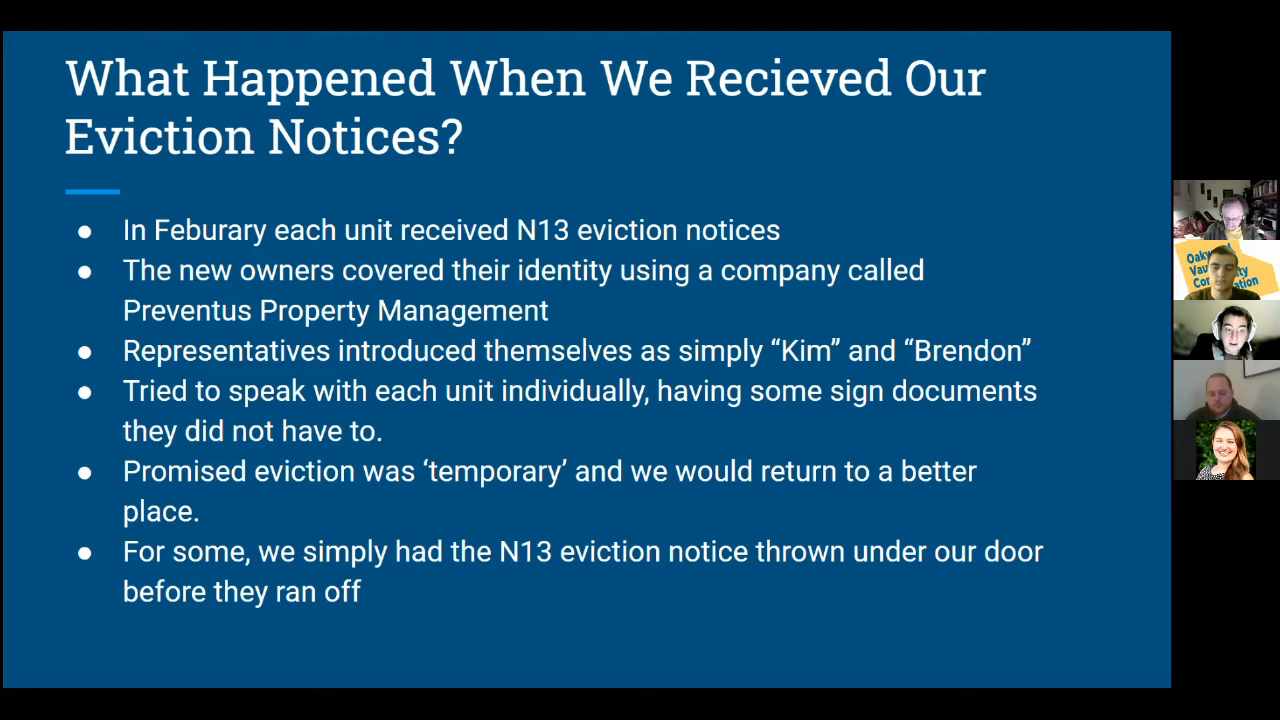 What Happened When We Recieved Our
Eviction Notices?
● In Feburary each unit received N13 eviction notices
● The new owners covered their identity using a company called
Preventus Property Management
● Representatives introduced themselves as simply “Kim” and “Brendon”
● Tried to speak with each unit individually, having some sign documents
they did not have to.
● Promised eviction was ‘temporary’ and we would return to a better
place.
● For some, we simply had the N13 eviction notice thrown under our door
before they ran off